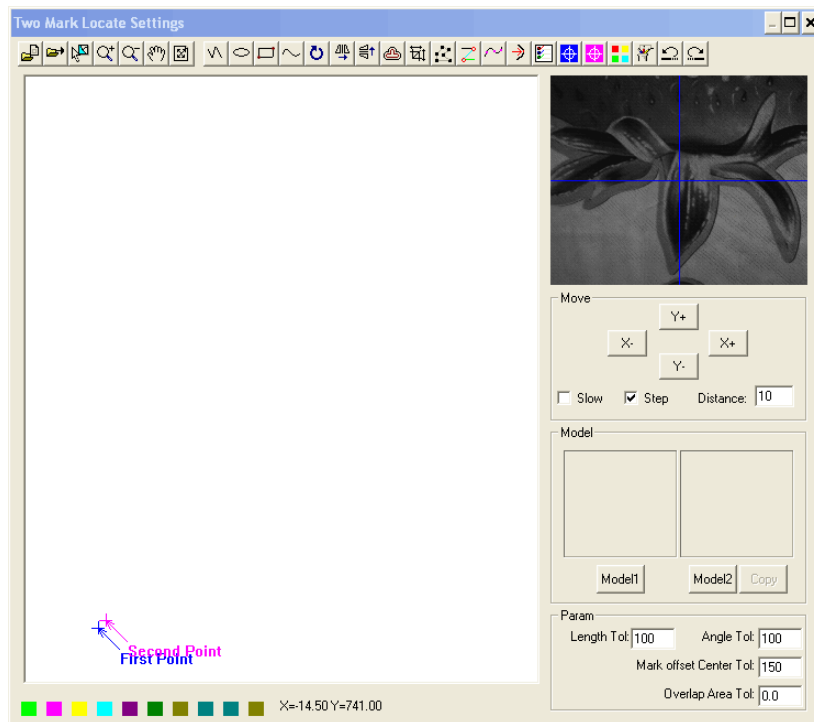 Two Mark Locate Settings
Move
Y+
X- X+
Y-
Slow Step Distance: 10
Model
Model1 Model2 Copy
Second Point
First Point
Param
Length Tol: 100 Angle Tol: 100
Mark offset Center Tol: 150
Overlap Area Tol: 0.0
X=-14.50 Y=741.00